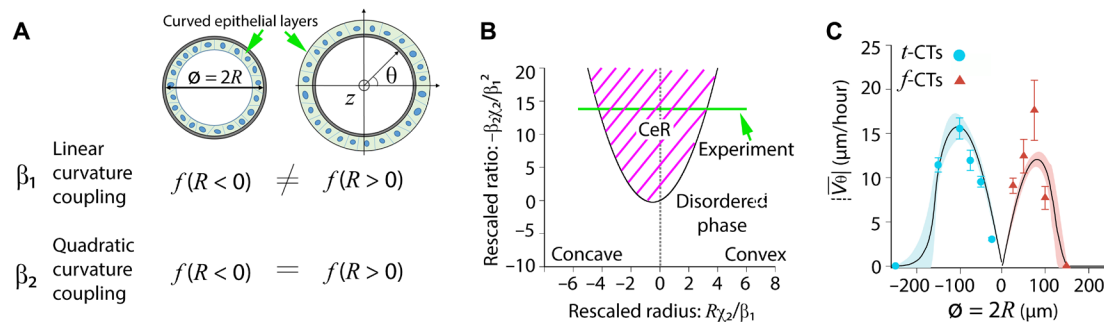 A
Curved epithelial layers
ø = 2R
θ
z
β₁
Linear
curvature
coupling
f(R < 0) ≠ f(R > 0)
β₂
Quadratic
curvature
coupling
f(R < 0) = f(R > 0)
B
Rescaled ratio: -β₂χ₂/β₁²
20
15
10
5
0
−5
−10
CeR
Experiment
Disordered
phase
Concave
Convex
−6 −4 −2 0 2 4 6 8
Rescaled radius: Rχ₂/β₁
C
t-CTs
f-CTs
|V̅θ| (μm/hour)
25
20
15
10
5
0
−200 −100 0 100 200
ø = 2R (μm)